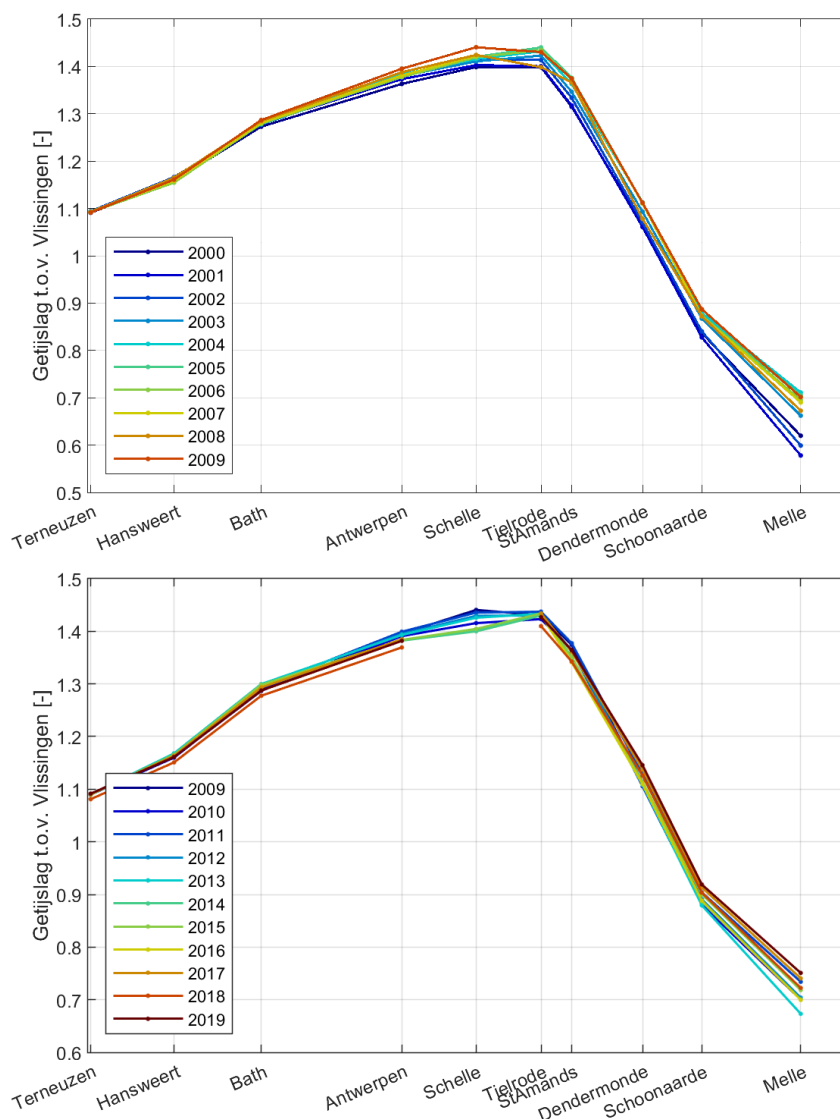 1.5
1.4
1.3
1.2
1.1
1
0.9
0.8
0.7
0.6
0.5
Getijslag t.o.v. Vlissingen [-]
2000
2001
2002
2003
2004
2005
2006
2007
2008
2009
Terneuzen
Hansweert
Bath
Antwerpen
Schelle
Tielrode
StAmands
Dendermonde
Schoonaarde
Melle
1.5
1.4
1.3
1.2
1.1
1
0.9
0.8
0.7
0.6
Getijslag t.o.v. Vlissingen [-]
2009
2010
2011
2012
2013
2014
2015
2016
2017
2018
2019
Terneuzen
Hansweert
Bath
Antwerpen
Schelle
Tielrode
StAmands
Dendermonde
Schoonaarde
Melle